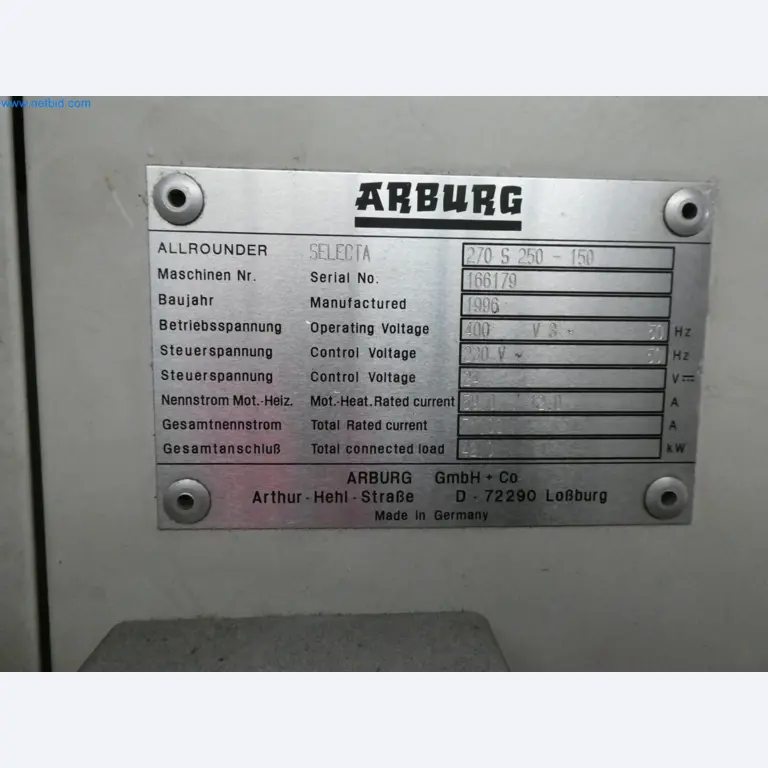 www.netbid.com
ARBURG
ALLROUNDER SELECTA 270 S 250 - 150
Maschinen Nr. Serial No. 166179
Baujahr Manufactured 1996
Betriebsspannung Operating Voltage 400 V 3 ~ 50 Hz
Steuerspannung Control Voltage 230 V ~ 50 Hz
Steuerspannung Control Voltage V
Nennstrom Mot.-Heiz. Mot.-Heat.Rated current A
Gesamtnennstrom Total Rated current A
Gesamtanschluß Total connected load kW
ARBURG GmbH + Co
Arthur - Hehl - Straße D - 72290 Loßburg
Made in Germany